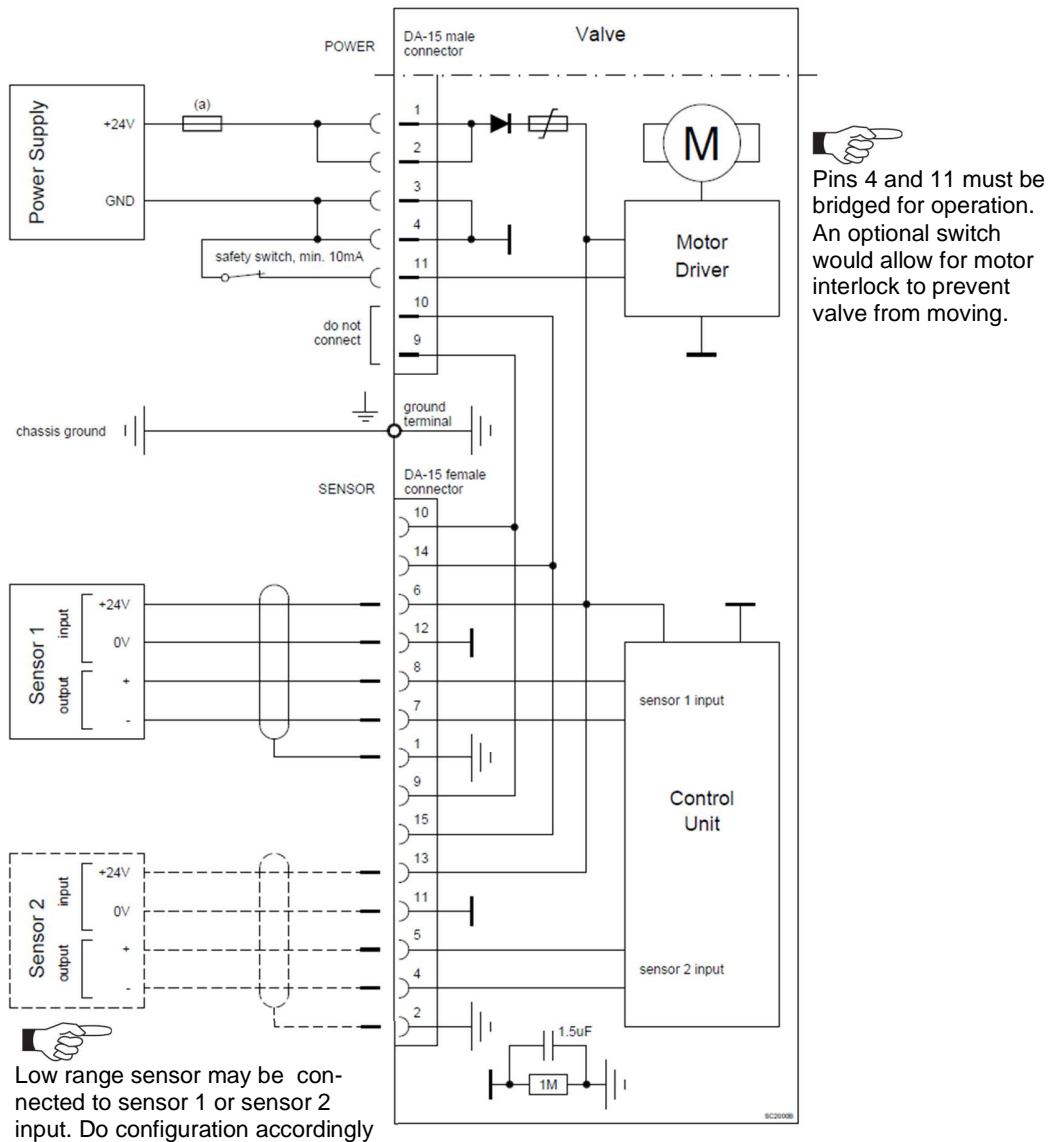 Valve
POWER
DA-15 male
connector
Power Supply
+24V
(a)
GND
safety switch, min. 10mA
do not
connect
1
2
3
4
11
10
9
M
Motor
Driver
Pins 4 and 11 must be
bridged for operation.
An optional switch
would allow for motor
interlock to prevent
valve from moving.
chassis ground
ground
terminal
SENSOR
DA-15 female
connector
10
14
6
12
8
7
1
9
15
13
11
5
4
2
Sensor 1
input
output
+24V
0V
+
-
sensor 1 input
Control
Unit
sensor 2 input
Sensor 2
input
output
+24V
0V
+
-
1.5uF
1M
SC2000B
Low range sensor may be con-
nected to sensor 1 or sensor 2
input. Do configuration accordingly